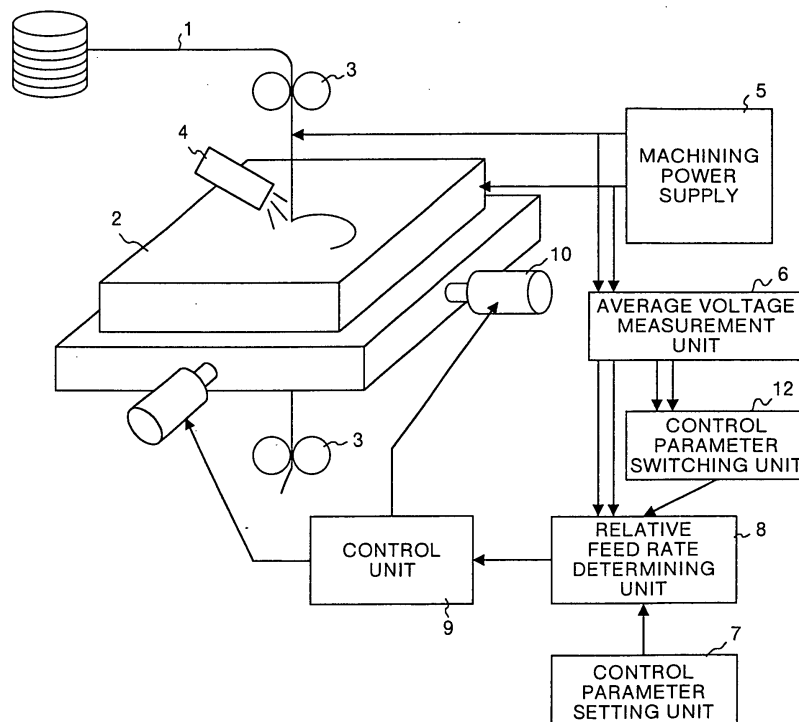 1
3
4
5
MACHINING
POWER
SUPPLY
2
10
6
AVERAGE VOLTAGE
MEASUREMENT
UNIT
12
CONTROL
PARAMETER
SWITCHING UNIT
3
CONTROL
UNIT
9
RELATIVE
FEED RATE
DETERMINING
UNIT
8
7
CONTROL
PARAMETER
SETTING UNIT